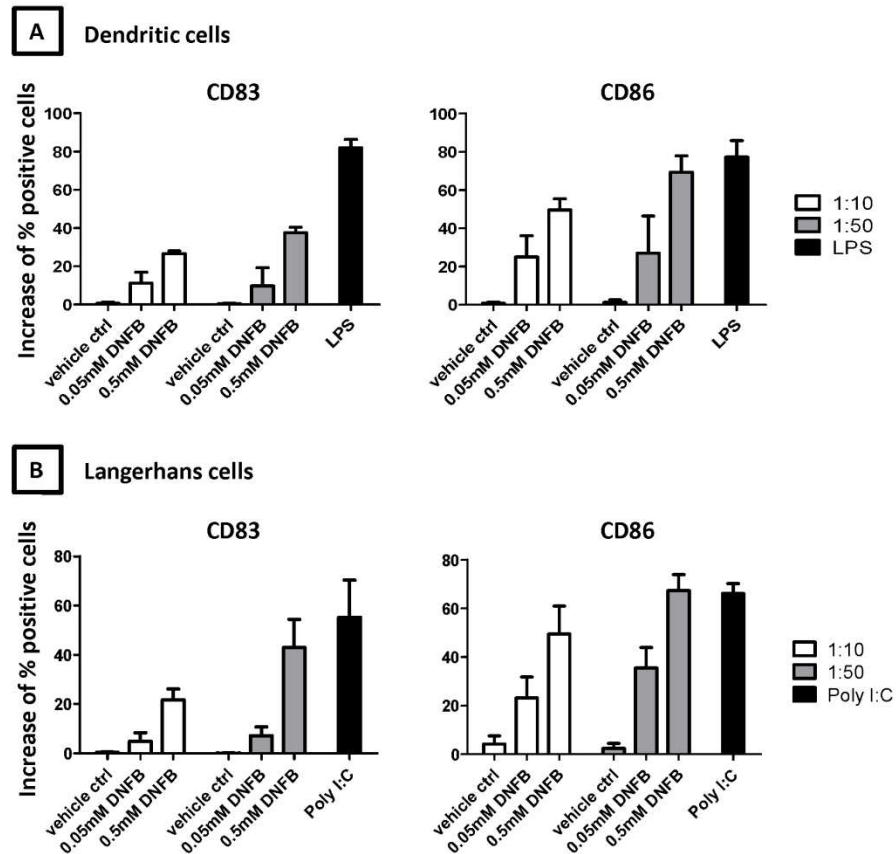 A Dendritic cells
CD83
Increase of % positive cells
100
80
60
40
20
0
vehicle ctrl
0.05mM DNFB
0.5mM DNFB
vehicle ctrl
0.05mM DNFB
0.5mM DNFB
LPS
CD86
100
80
60
40
20
0
vehicle ctrl
0.05mM DNFB
0.5mM DNFB
vehicle ctrl
0.05mM DNFB
0.5mM DNFB
LPS
1:10
1:50
LPS
B Langerhans cells
CD83
Increase of % positive cells
80
60
40
20
0
vehicle ctrl
0.05mM DNFB
0.5mM DNFB
vehicle ctrl
0.05mM DNFB
0.5mM DNFB
Poly I:C
CD86
80
60
40
20
0
vehicle ctrl
0.05mM DNFB
0.5mM DNFB
vehicle ctrl
0.05mM DNFB
0.5mM DNFB
Poly I:C
1:10
1:50
Poly I:C